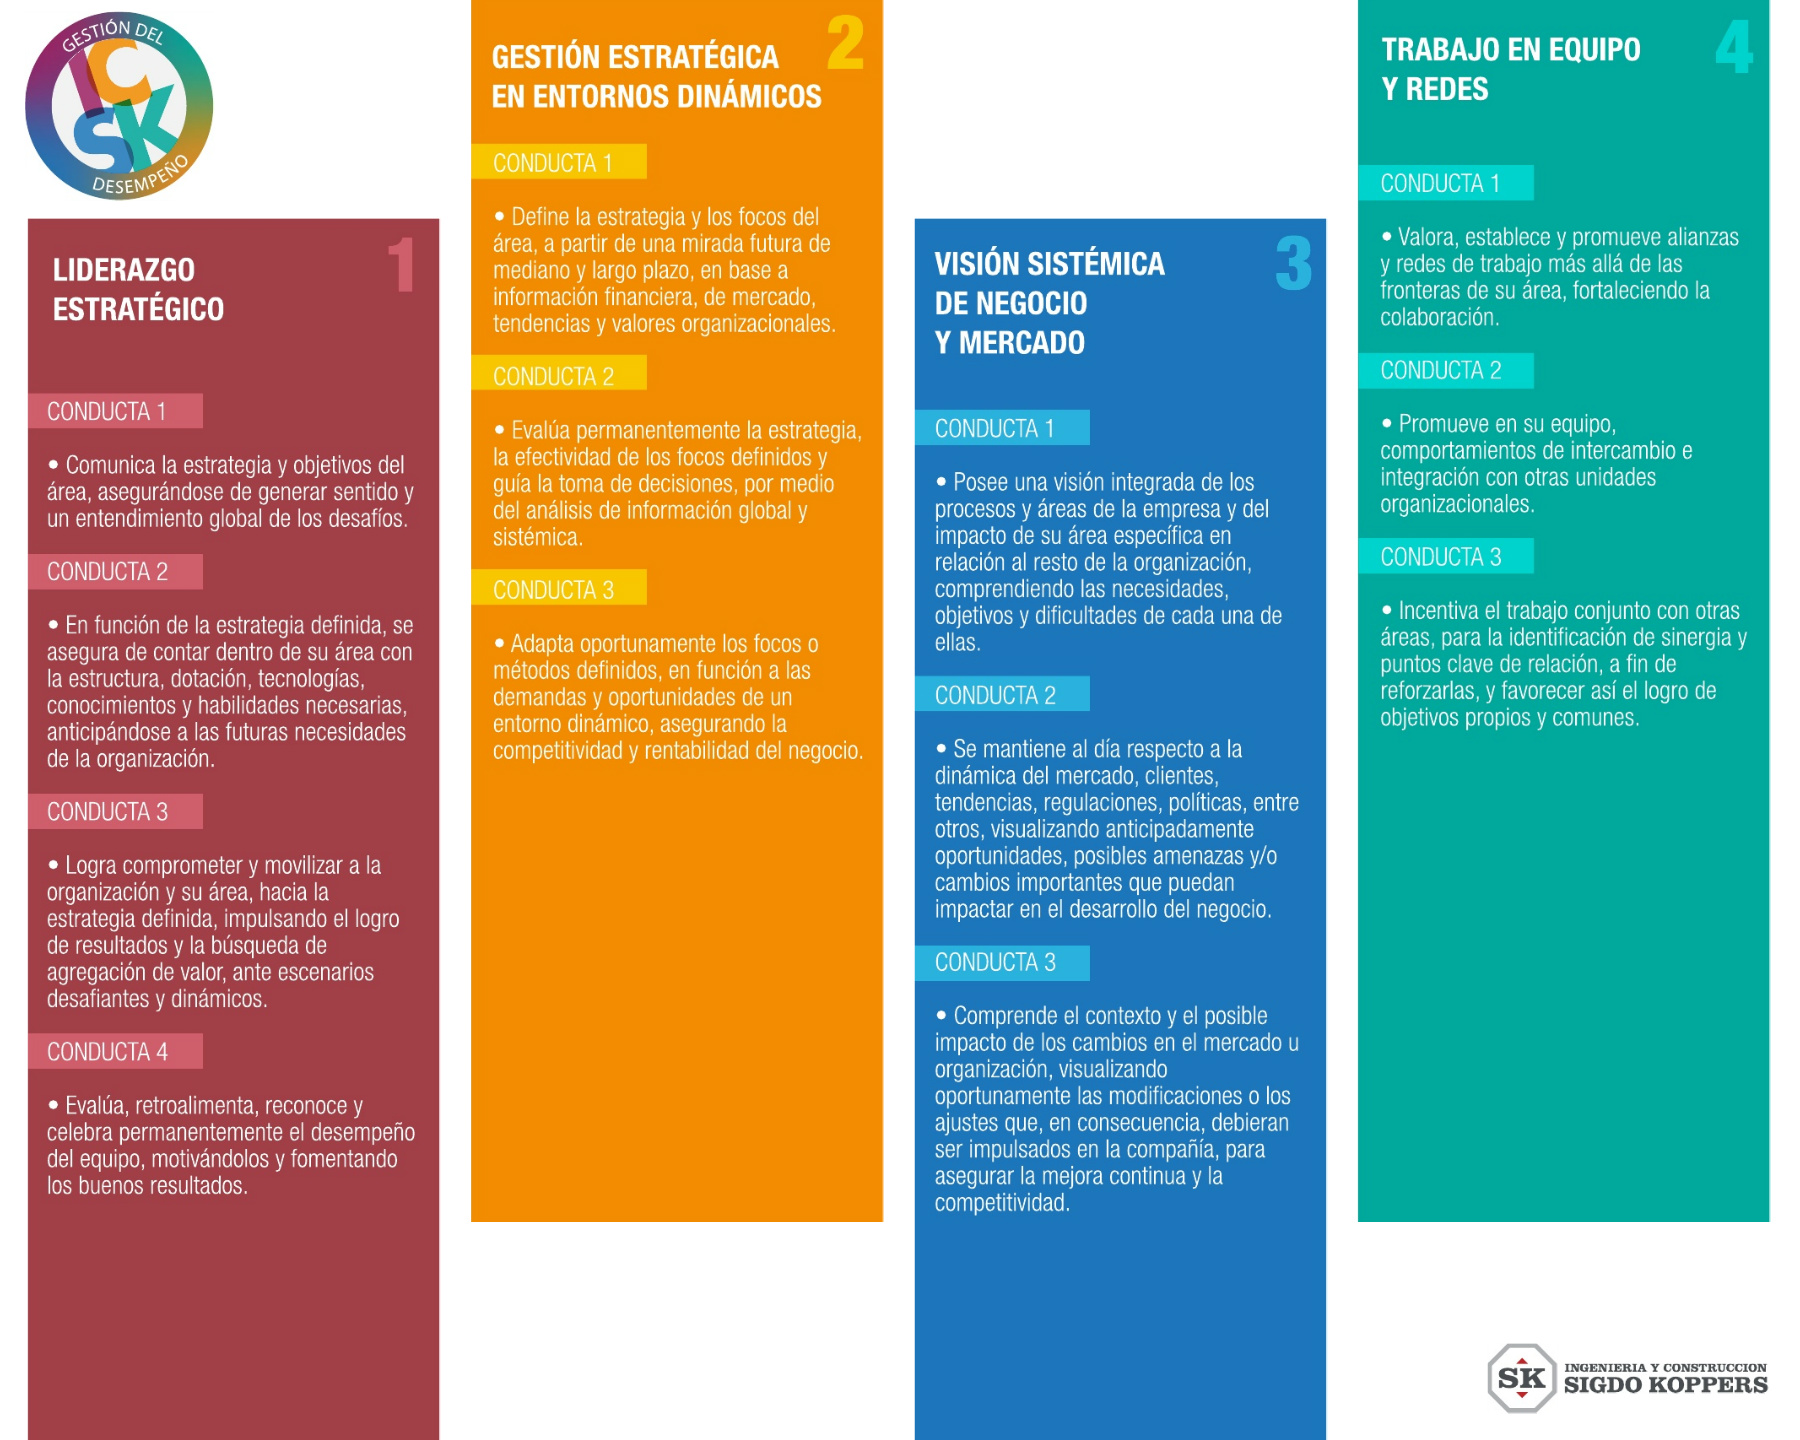 GESTIÓN DEL
ICSK
DESEMPEÑO
1
LIDERAZGO
ESTRATÉGICO
CONDUCTA 1
• Comunica la estrategia y objetivos del
área, asegurándose de generar sentido y
un entendimiento global de los desafíos.
CONDUCTA 2
• En función de la estrategia definida, se
asegura de contar dentro de su área con
la estructura, dotación, tecnologías,
conocimientos y habilidades necesarias,
anticipándose a las futuras necesidades
de la organización.
CONDUCTA 3
• Logra comprometer y movilizar a la
organización y su área, hacia la
estrategia definida, impulsando el logro
de resultados y la búsqueda de
agregación de valor, ante escenarios
desafiantes y dinámicos.
CONDUCTA 4
• Evalúa, retroalimenta, reconoce y
celebra permanentemente el desempeño
del equipo, motivándolos y fomentando
los buenos resultados.
2
GESTIÓN ESTRATÉGICA
EN ENTORNOS DINÁMICOS
CONDUCTA 1
• Define la estrategia y los focos del
área, a partir de una mirada futura de
mediano y largo plazo, en base a
información financiera, de mercado,
tendencias y valores organizacionales.
CONDUCTA 2
• Evalúa permanentemente la estrategia,
la efectividad de los focos definidos y
guía la toma de decisiones, por medio
del análisis de información global y
sistémica.
CONDUCTA 3
• Adapta oportunamente los focos o
métodos definidos, en función a las
demandas y oportunidades de un
entorno dinámico, asegurando la
competitividad y rentabilidad del negocio.
3
VISIÓN SISTÉMICA
DE NEGOCIO
Y MERCADO
CONDUCTA 1
• Posee una visión integrada de los
procesos y áreas de la empresa y del
impacto de su área específica en
relación al resto de la organización,
comprendiendo las necesidades,
objetivos y dificultades de cada una de
ellas.
CONDUCTA 2
• Se mantiene al día respecto a la
dinámica del mercado, clientes,
tendencias, regulaciones, políticas, entre
otros, visualizando anticipadamente
oportunidades, posibles amenazas y/o
cambios importantes que puedan
impactar en el desarrollo del negocio.
CONDUCTA 3
• Comprende el contexto y el posible
impacto de los cambios en el mercado u
organización, visualizando
oportunamente las modificaciones o los
ajustes que, en consecuencia, debieran
ser impulsados en la compañía, para
asegurar la mejora continua y la
competitividad.
4
TRABAJO EN EQUIPO
Y REDES
CONDUCTA 1
• Valora, establece y promueve alianzas
y redes de trabajo más allá de las
fronteras de su área, fortaleciendo la
colaboración.
CONDUCTA 2
• Promueve en su equipo,
comportamientos de intercambio e
integración con otras unidades
organizacionales.
CONDUCTA 3
• Incentiva el trabajo conjunto con otras
áreas, para la identificación de sinergia y
puntos clave de relación, a fin de
reforzarlas, y favorecer así el logro de
objetivos propios y comunes.
SK
INGENIERIA Y CONSTRUCCION
SIGDO KOPPERS